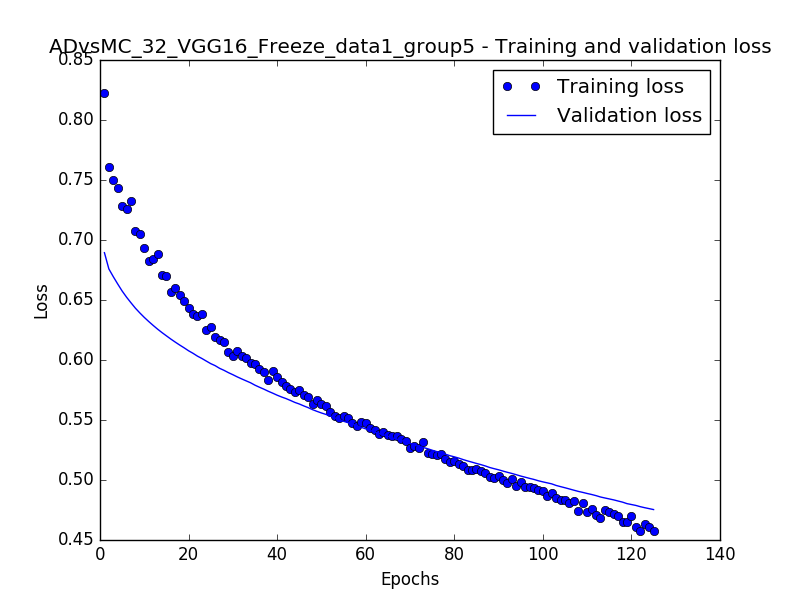 ADvsMC_32_VGG16_Freeze_data1_group5 - Training and validation loss
0.85
Training loss
Validation loss
0.80
0.75
0.70
0.65
0.60
0.55
0.50
0.45
Loss
0 20 40 60 80 100 120 140
Epochs